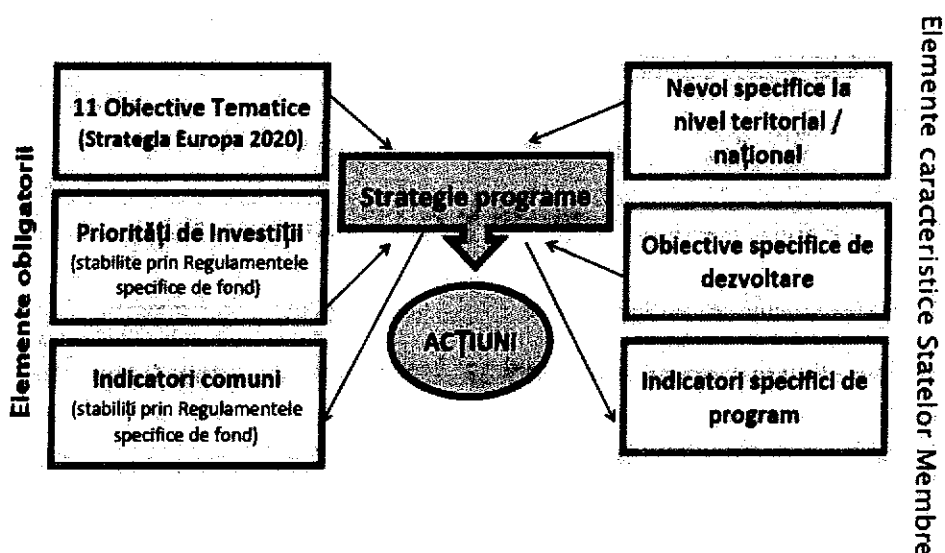 Elemente obligatorii
11 Obiective Tematice
(Strategia Europa 2020)
Priorități de Investiții
(stabilite prin Regulamentele
specifice de fond)
Indicatori comuni
(stabiliți prin Regulamentele
specifice de fond)
Strategie programe
ACȚIUNI
Nevoi specifice la
nivel teritorial /
național
Obiective specifice de
dezvoltare
Indicatori specifici de
program
Elemente caracteristice Statelor Membre